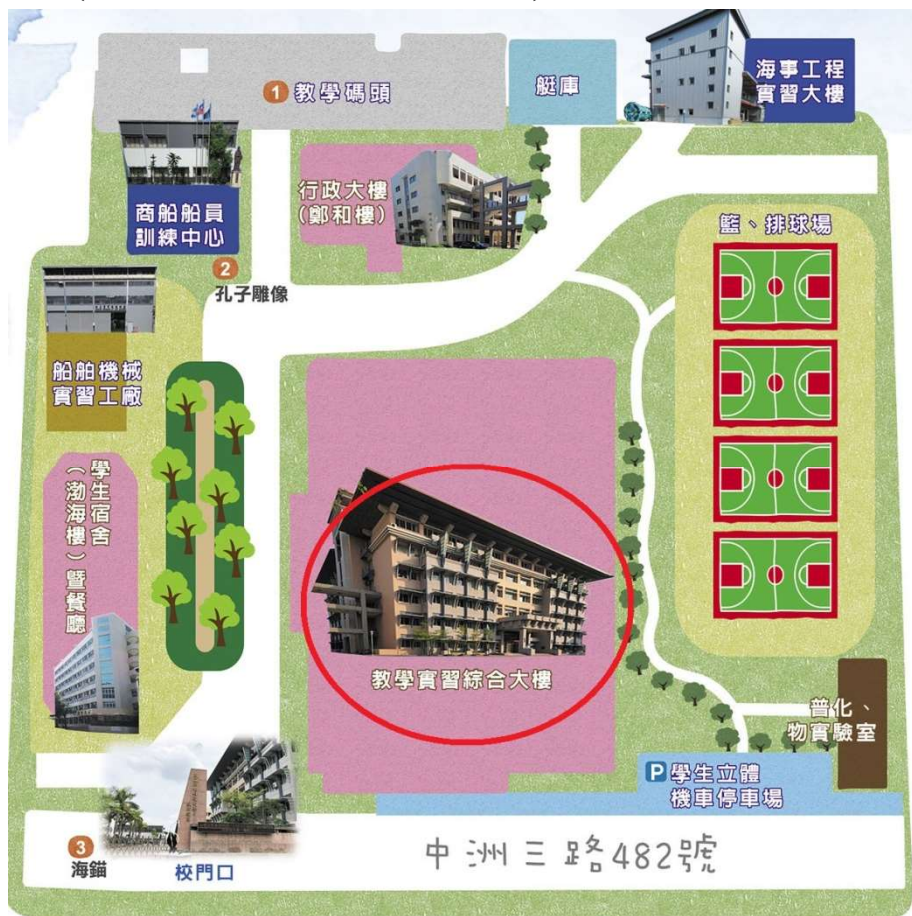 1 教學碼頭
艇庫
海事工程
實習大樓
商船船員
訓練中心
行政大樓
(鄭和樓)
籃、排球場
2
孔子雕像
船舶機械
實習工廠
學生宿舍
(渤海樓)暨餐廳
教學實習綜合大樓
普化、
物實驗室
P 學生立體
機車停車場
3
海錨
校門口
中洲三路482號